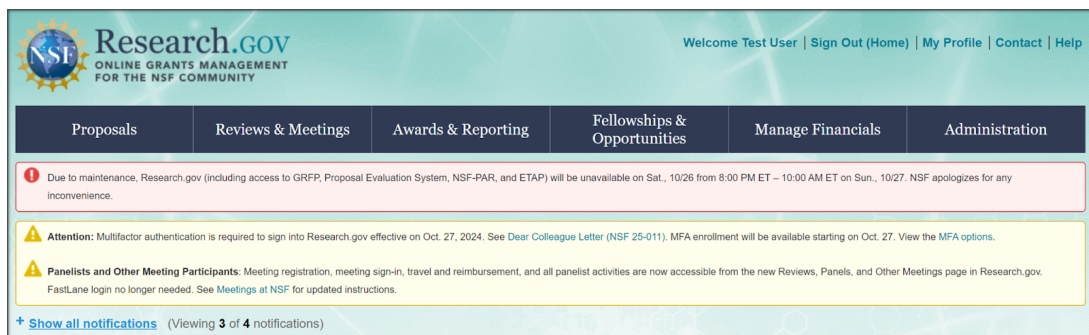 NSF
Research.GOV
ONLINE GRANTS MANAGEMENT
FOR THE NSF COMMUNITY
Welcome Test User | Sign Out (Home) | My Profile | Contact | Help
Proposals
Reviews & Meetings
Awards & Reporting
Fellowships &
Opportunities
Manage Financials
Administration
Due to maintenance, Research.gov (including access to GRFP, Proposal Evaluation System, NSF-PAR, and ETAP) will be unavailable on Sat., 10/26 from 8:00 PM ET – 10:00 AM ET on Sun., 10/27. NSF apologizes for any
inconvenience.
Attention: Multifactor authentication is required to sign into Research.gov effective on Oct. 27, 2024. See Dear Colleague Letter (NSF 25-011). MFA enrollment will be available starting on Oct. 27. View the MFA options.
Panelists and Other Meeting Participants: Meeting registration, meeting sign-in, travel and reimbursement, and all panelist activities are now accessible from the new Reviews, Panels, and Other Meetings page in Research.gov.
FastLane login no longer needed. See Meetings at NSF for updated instructions.
+ Show all notifications (Viewing 3 of 4 notifications)